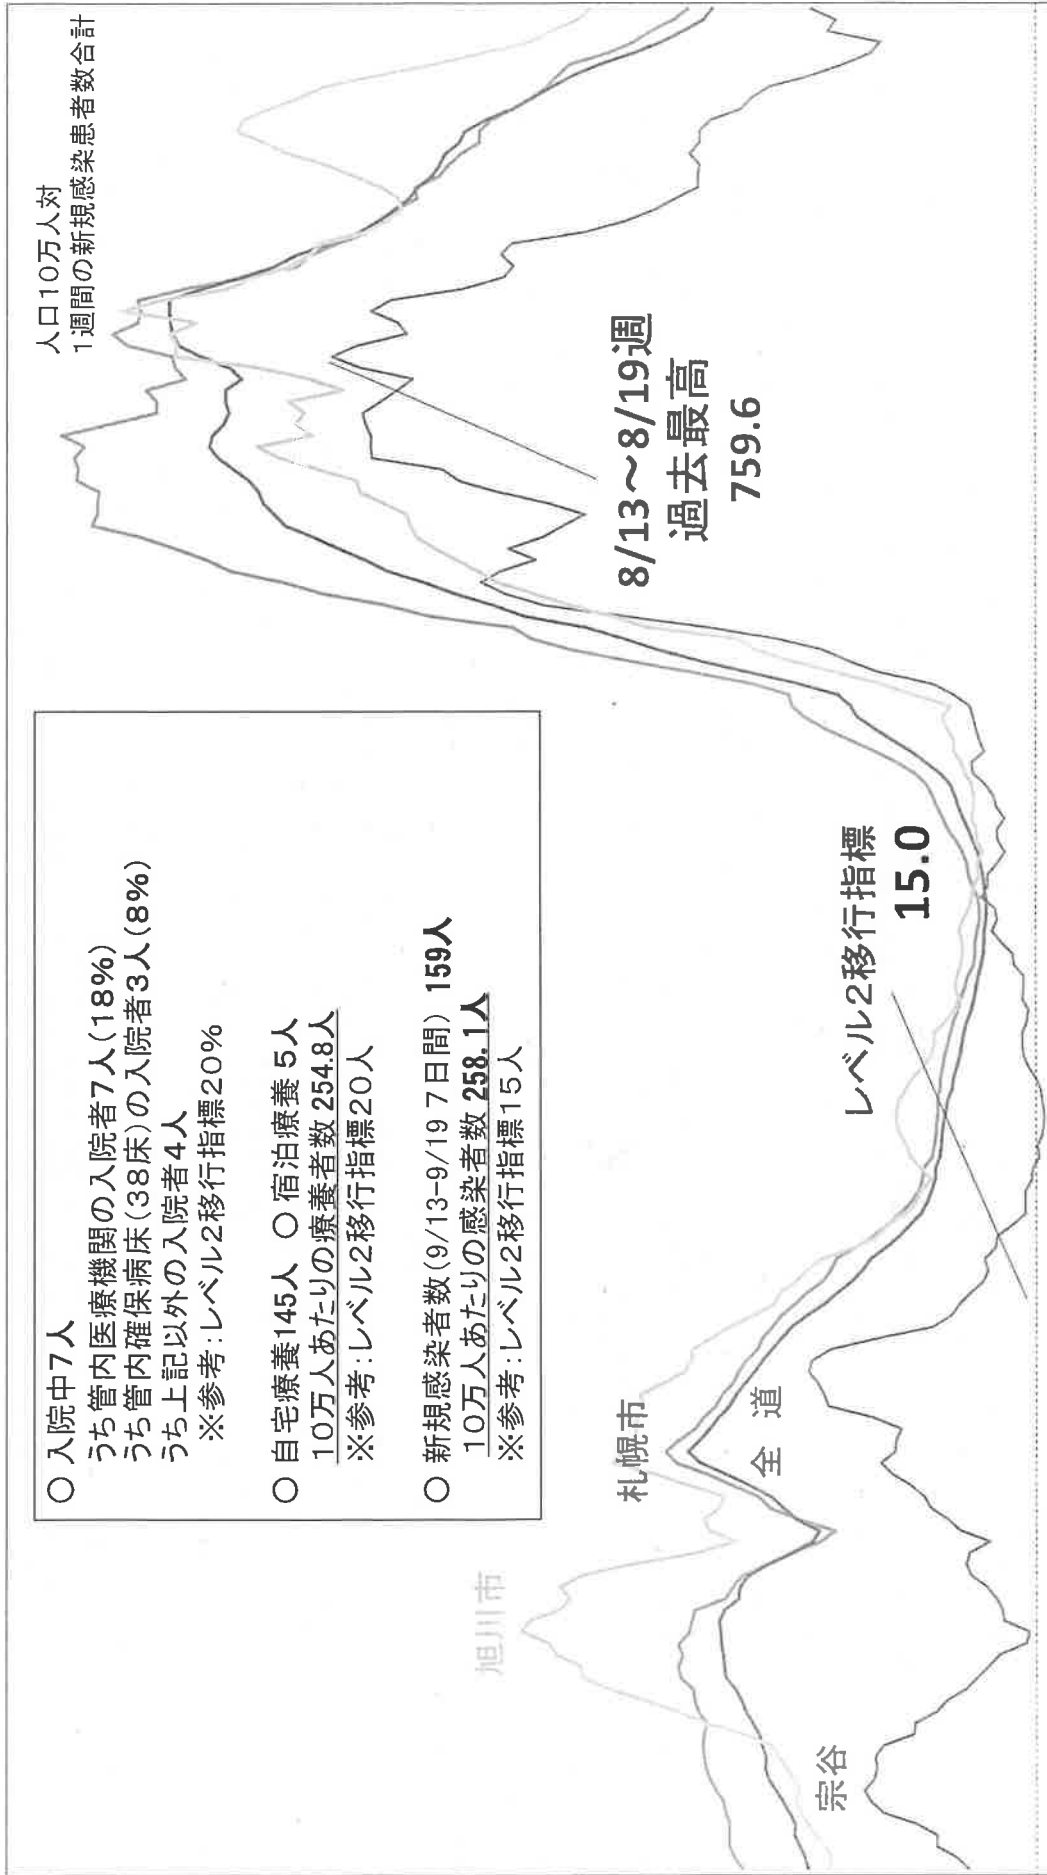 人口10万人対
1週間の新規感染患者数合計
○ 入院中7人
うち管内医療機関の入院者7人(18%)
うち管内確保病床(38床)の入院者3人(8%)
うち上記以外の入院者4人
※参考:レベル2移行指標20%
○ 自宅療養145人 ○ 宿泊療養 5人
10万人あたりの療養者数 254.8人
※参考:レベル2移行指標20人
○ 新規感染者数(9/13-9/19 7日間) 159人
10万人あたりの感染者数 258.1人
※参考:レベル2移行指標15人
旭川市
札幌市
全道
宗谷
8/13～8/19週
過去最高
759.6
レベル2移行指標
15.0